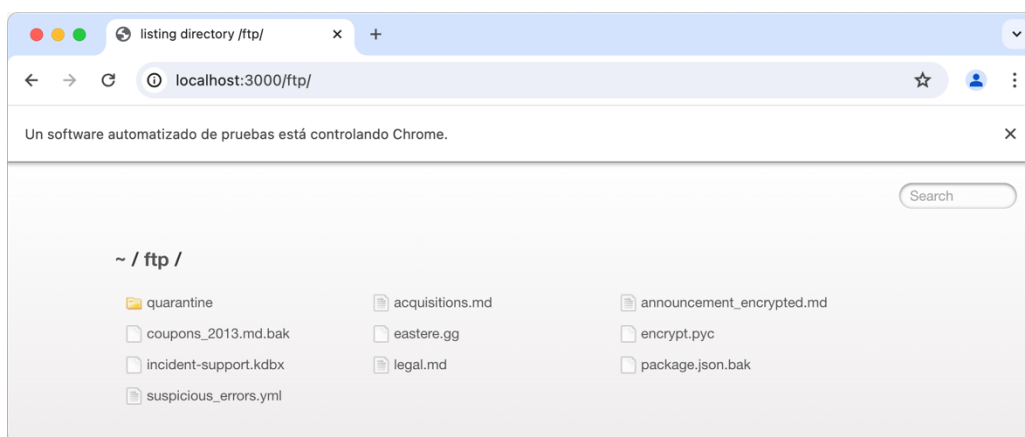 listing directory /ftp/
localhost:3000/ftp/
Un software automatizado de pruebas está controlando Chrome.
Search
~ / ftp /
quarantine acquisitions.md announcement_encrypted.md
coupons_2013.md.bak eastere.gg encrypt.pyc
incident-support.kdbx legal.md package.json.bak
suspicious_errors.yml